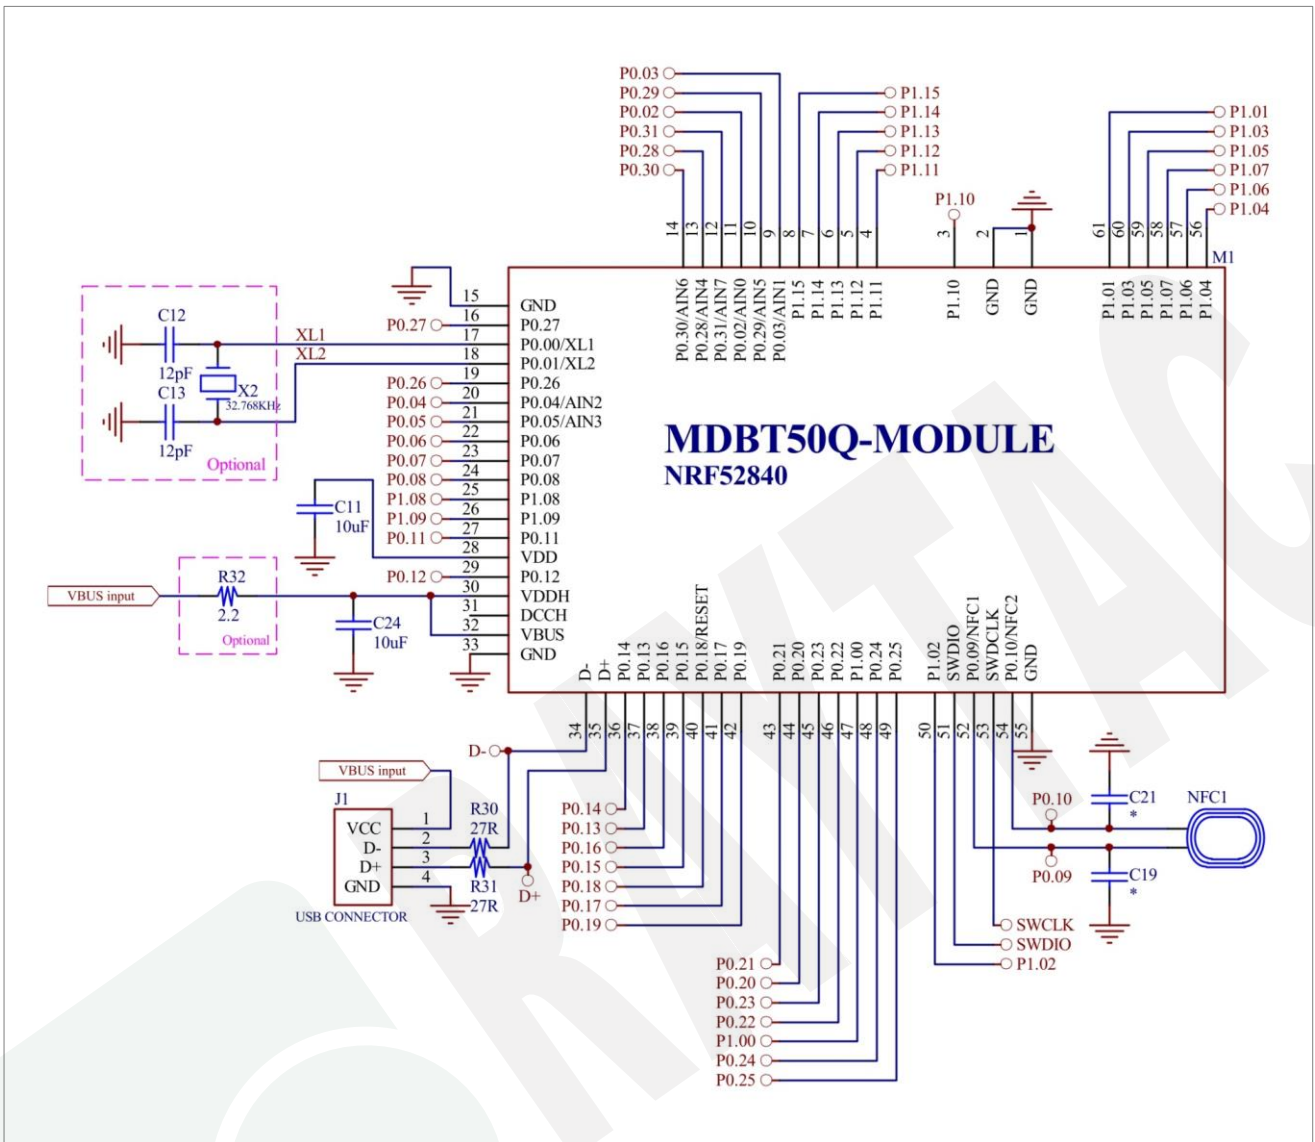 P0.03
P0.29
P0.02
P0.31
P0.28
P0.30
P1.15
P1.14
P1.13
P1.12
P1.11
P1.10
P1.01
P1.03
P1.05
P1.07
P1.06
P1.04
14 13 12 11 10 9 8 7 6 5 4 3 2 1 61 60 59 58 57 56
M1
P0.30/AIN6
P0.28/AIN4
P0.31/AIN7
P0.02/AIN0
P0.29/AIN5
P0.03/AIN1
P1.15
P1.14
P1.13
P1.12
P1.11
P1.10
GND
GND
P1.01
P1.03
P1.05
P1.07
P1.06
P1.04
15 GND
P0.27 16 P0.27
XL1 17 P0.00/XL1
XL2 18 P0.01/XL2
P0.26 19 P0.26
P0.04 20 P0.04/AIN2
P0.05 21 P0.05/AIN3
P0.06 22 P0.06
P0.07 23 P0.07
P0.08 24 P0.08
P1.08 25 P1.08
P1.09 26 P1.09
P0.11 27 P0.11
28 VDD
P0.12 29 P0.12
30 VDDH
31 DCCH
32 VBUS
33 GND
C12
12pF
C13
12pF
X2
32.768KHz
Optional
C11
10uF
VBUS input
R32
2.2
Optional
C24
10uF
MDBT50Q-MODULE
NRF52840
D-
D+
P0.14
P0.13
P0.16
P0.15
P0.18/RESET
P0.17
P0.19
P0.21
P0.20
P0.23
P0.22
P1.00
P0.24
P0.25
P1.02
SWDIO
P0.09/NFC1
SWDCLK
P0.10/NFC2
GND
34 35 36 37 38 39 40 41 42 43 44 45 46 47 48 49 50 51 52 53 54 55
D-
VBUS input
J1
VCC 1
D- 2
D+ 3
GND 4
USB CONNECTOR
R30
27R
R31
27R
D+
P0.14
P0.13
P0.16
P0.15
P0.18
P0.17
P0.19
P0.21
P0.20
P0.23
P0.22
P1.00
P0.24
P0.25
P0.10
P0.09
C21
*
C19
*
NFC1
SWCLK
SWDIO
P1.02
RAYTAC